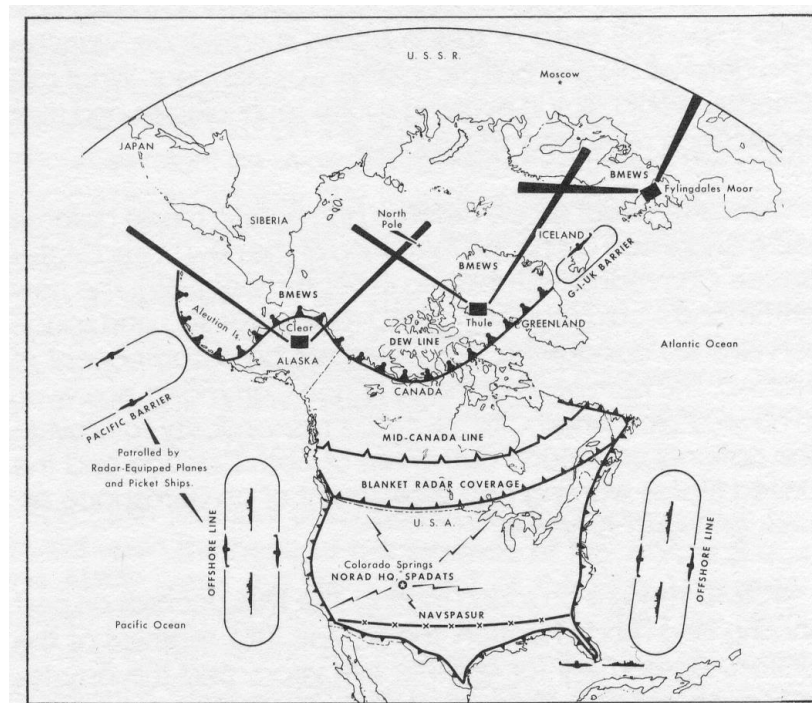 U. S. S. R.
Moscow
JAPAN
BMEWS
Fylingdales Moor
SIBERIA
North
Pole
ICELAND
BMEWS
G-I-UK BARRIER
BMEWS
Aleutian Is.
Clear
Thule
GREENLAND
DEW LINE
ALASKA
Atlantic Ocean
CANADA
PACIFIC BARRIER
MID-CANADA LINE
Patrolled by
Radar-Equipped Planes
and Picket Ships.
BLANKET RADAR COVERAGE
U. S. A.
OFFSHORE LINE
OFFSHORE LINE
Colorado Springs
NORAD HQ. SPADATS
NAVSPASUR
Pacific Ocean